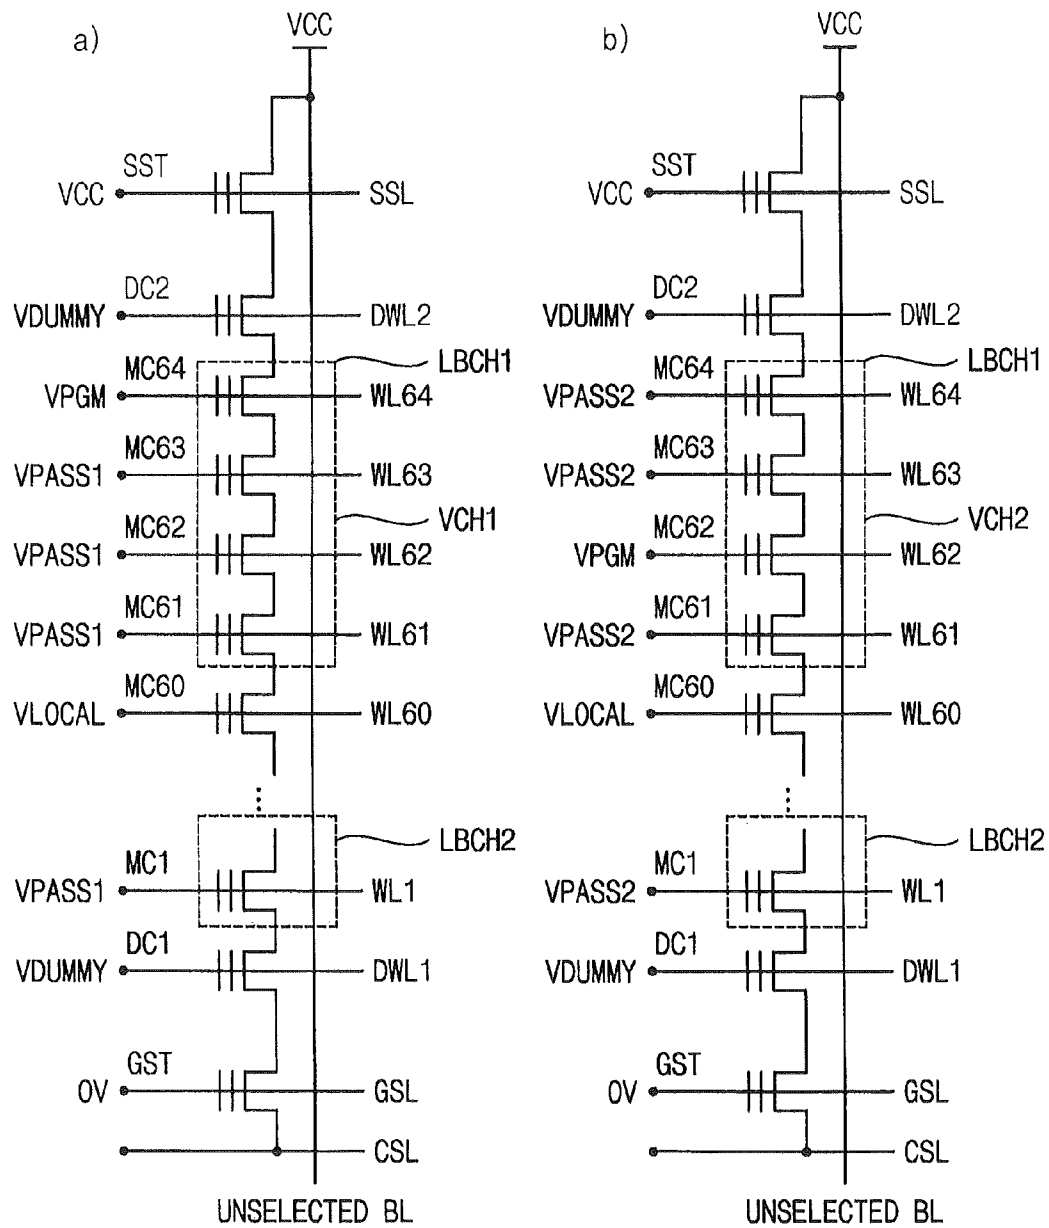 a)
VCC
SST
VCC
SSL
DC2
VDUMMY
DWL2
LBCH1
MC64
VPGM
WL64
MC63
VPASS1
WL63
VCH1
MC62
VPASS1
WL62
MC61
VPASS1
WL61
MC60
VLOCAL
WL60
LBCH2
MC1
VPASS1
WL1
DC1
VDUMMY
DWL1
GST
0V
GSL
CSL
UNSELECTED BL
b)
VCC
SST
VCC
SSL
DC2
VDUMMY
DWL2
LBCH1
MC64
VPASS2
WL64
MC63
VPASS2
WL63
VCH2
MC62
VPGM
WL62
MC61
VPASS2
WL61
MC60
VLOCAL
WL60
LBCH2
MC1
VPASS2
WL1
DC1
VDUMMY
DWL1
GST
0V
GSL
CSL
UNSELECTED BL